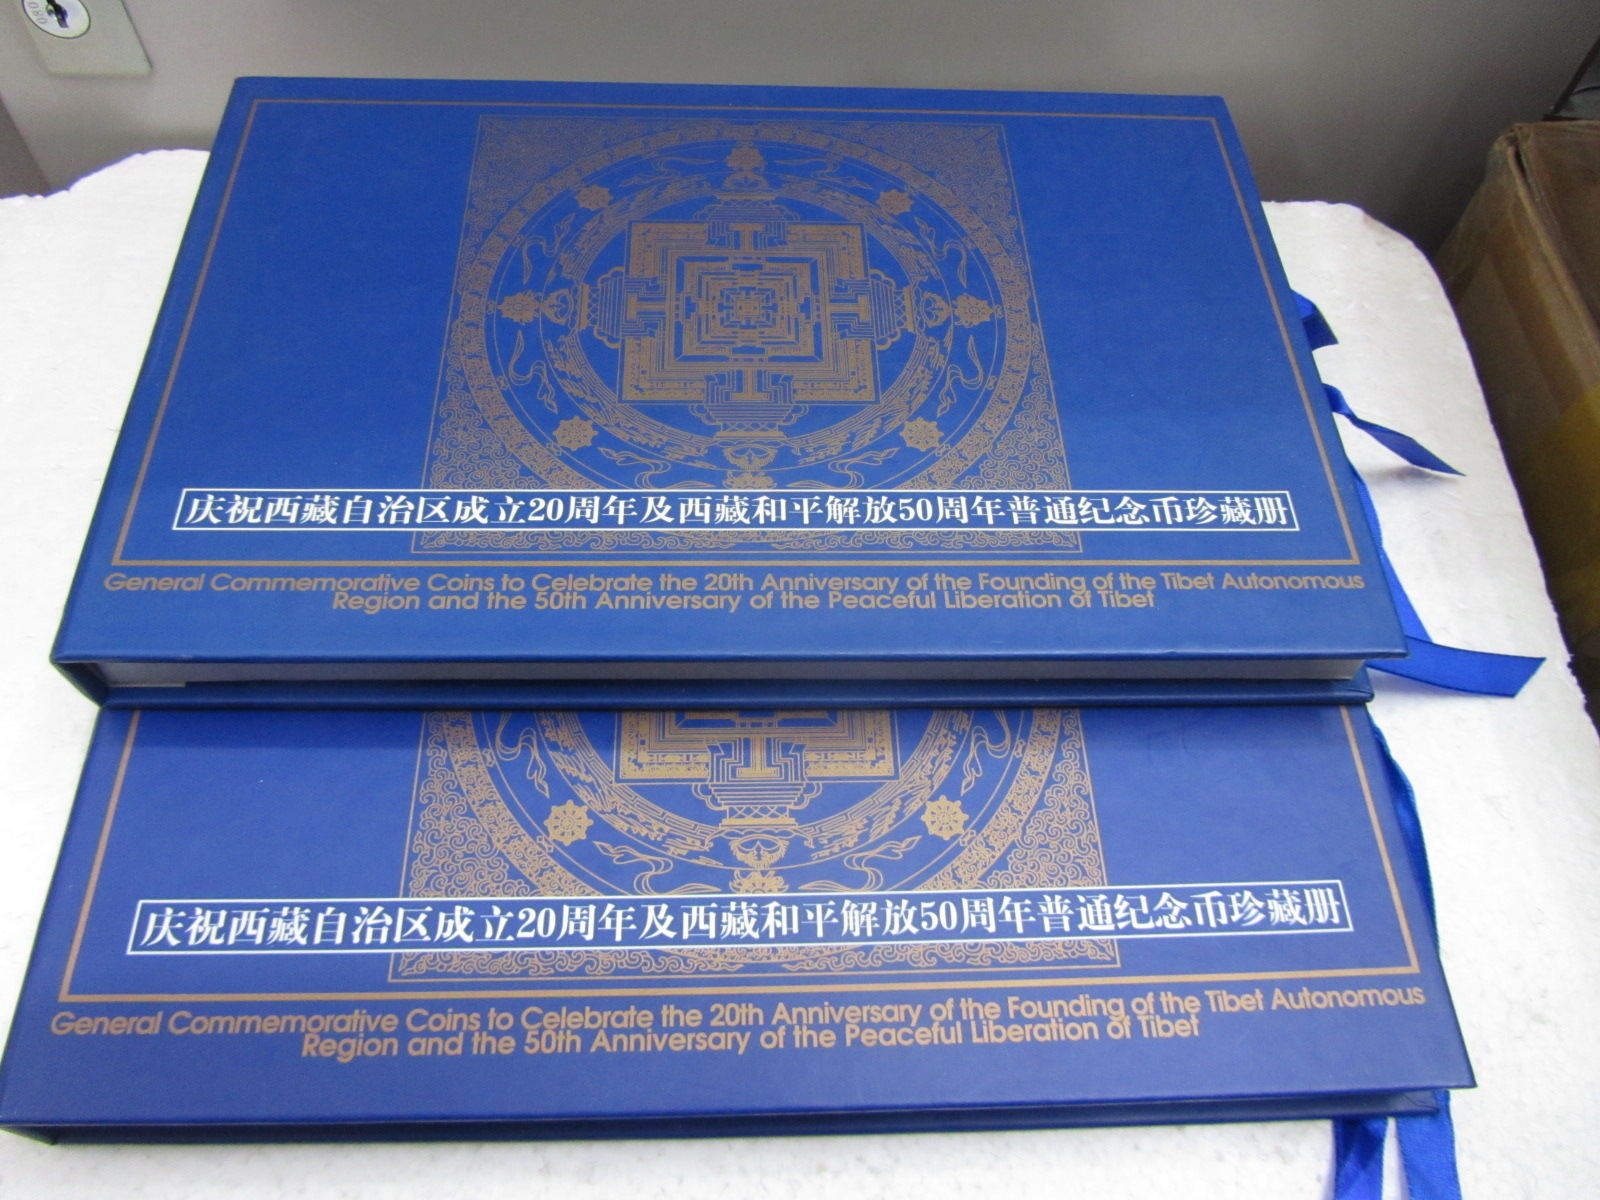 庆祝西藏自治区成立20周年及西藏和平解放50周年普通纪念币珍藏册
General Commemorative Coins to Celebrate the 20th Anniversary of the Founding of the Tibet Autonomous
Region and the 50th Anniversary of the Peaceful Liberation of Tibet
庆祝西藏自治区成立20周年及西藏和平解放50周年普通纪念币珍藏册
General Commemorative Coins to Celebrate the 20th Anniversary of the Founding of the Tibet Autonomous
Region and the 50th Anniversary of the Peaceful Liberation of Tibet